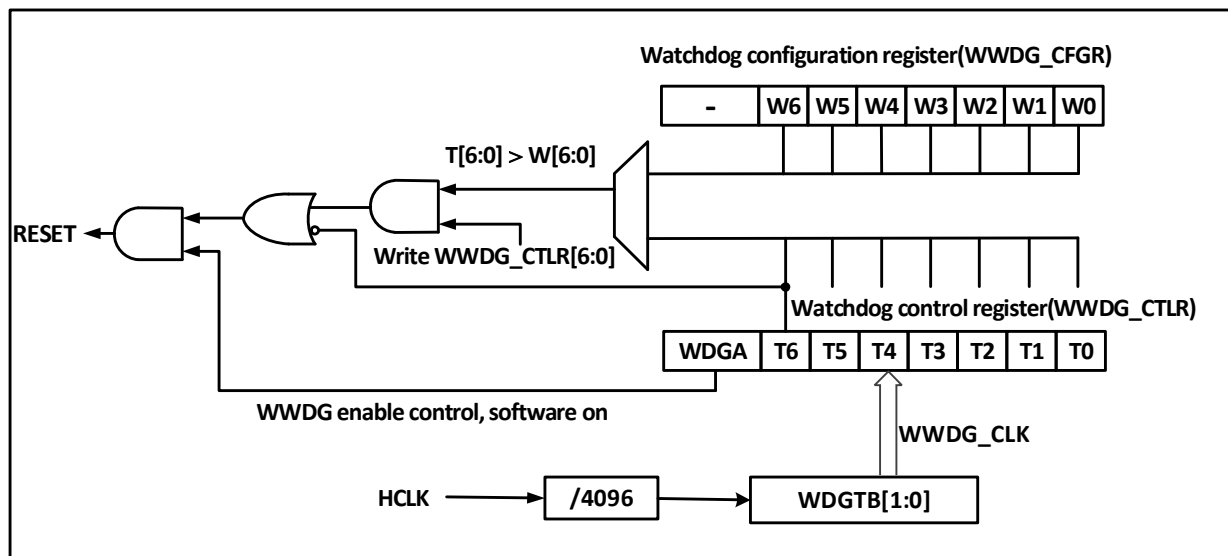 Watchdog configuration register(WWDG_CFGR)
- W6 W5 W4 W3 W2 W1 W0
T[6:0] > W[6:0]
RESET
Write WWDG_CTLR[6:0]
Watchdog control register(WWDG_CTLR)
WDGA T6 T5 T4 T3 T2 T1 T0
WWDG enable control, software on
WWDG_CLK
HCLK /4096 WDGTB[1:0]